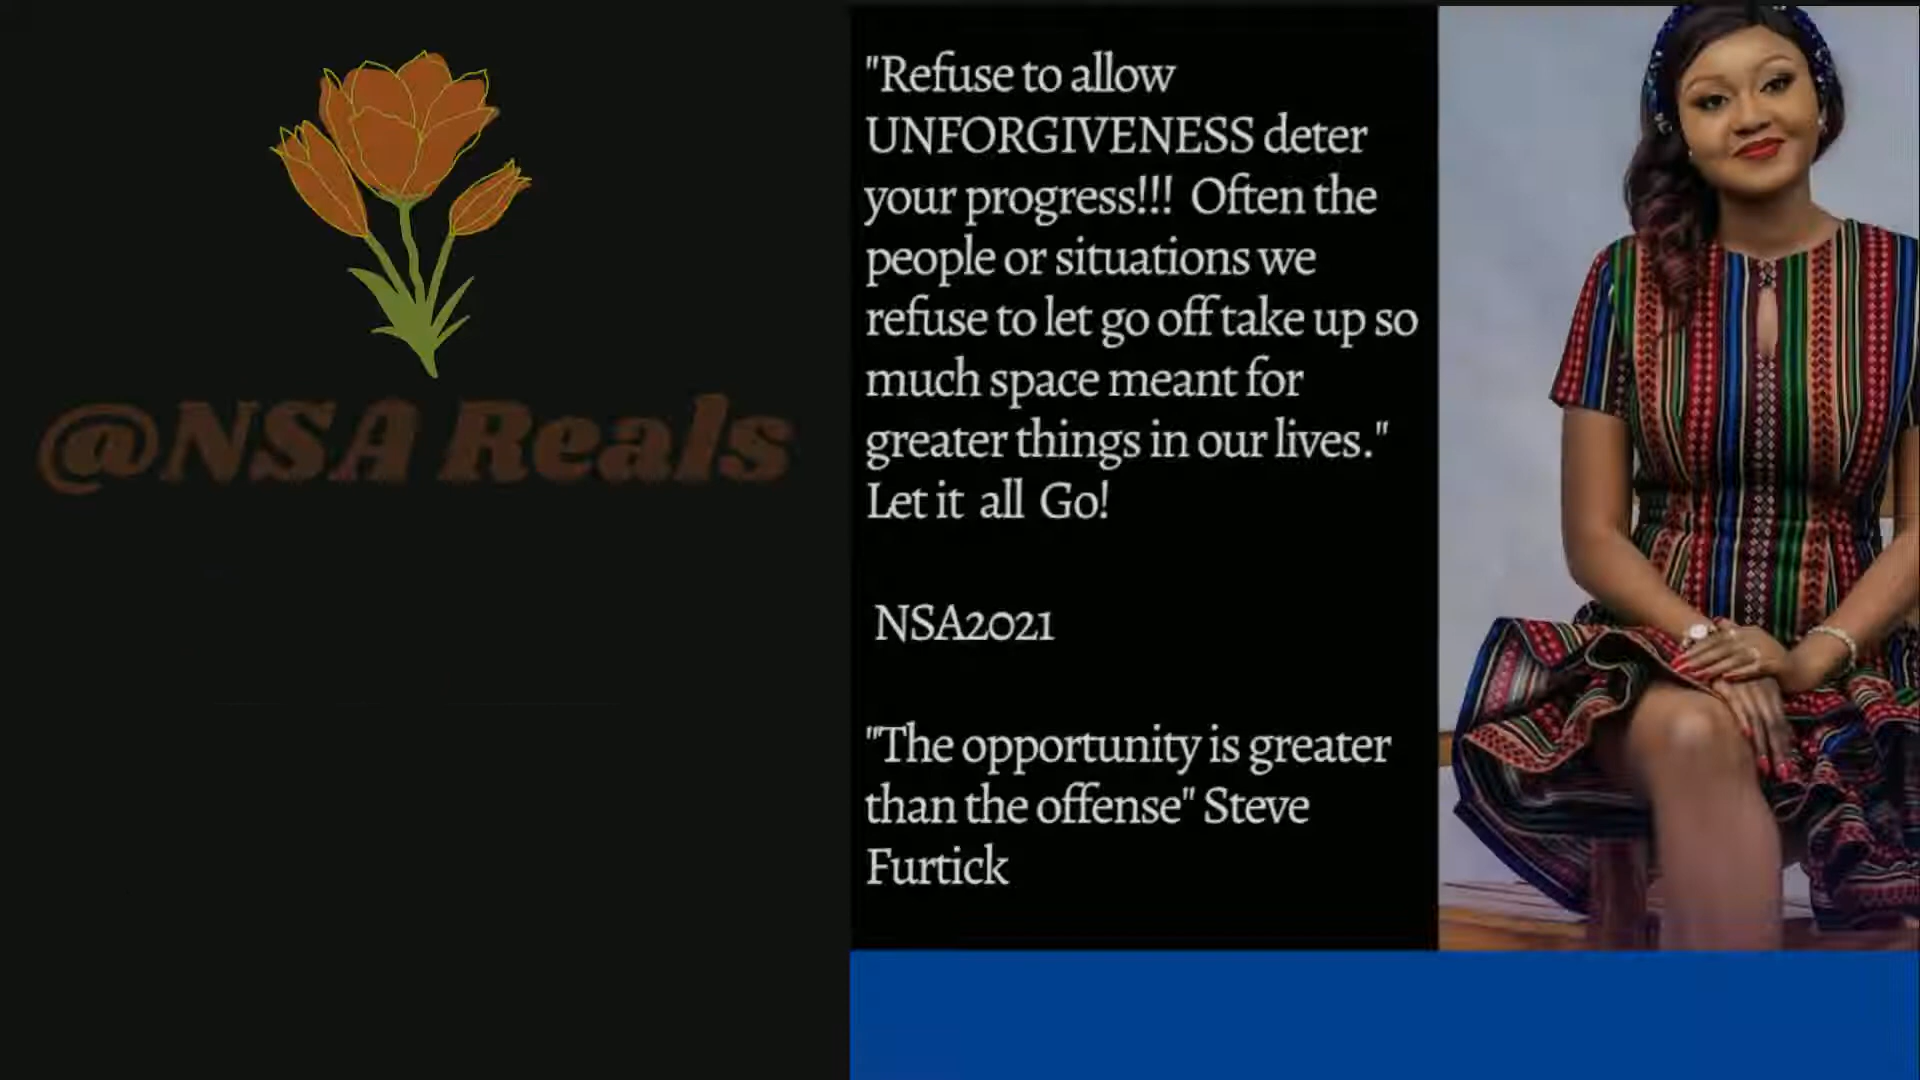 @NSA Reals
"Refuse to allow
UNFORGIVENESS deter
your progress!!! Often the
people or situations we
refuse to let go off take up so
much space meant for
greater things in our lives."
Let it all Go!
NSA2021
"The opportunity is greater
than the offense" Steve
Furtick